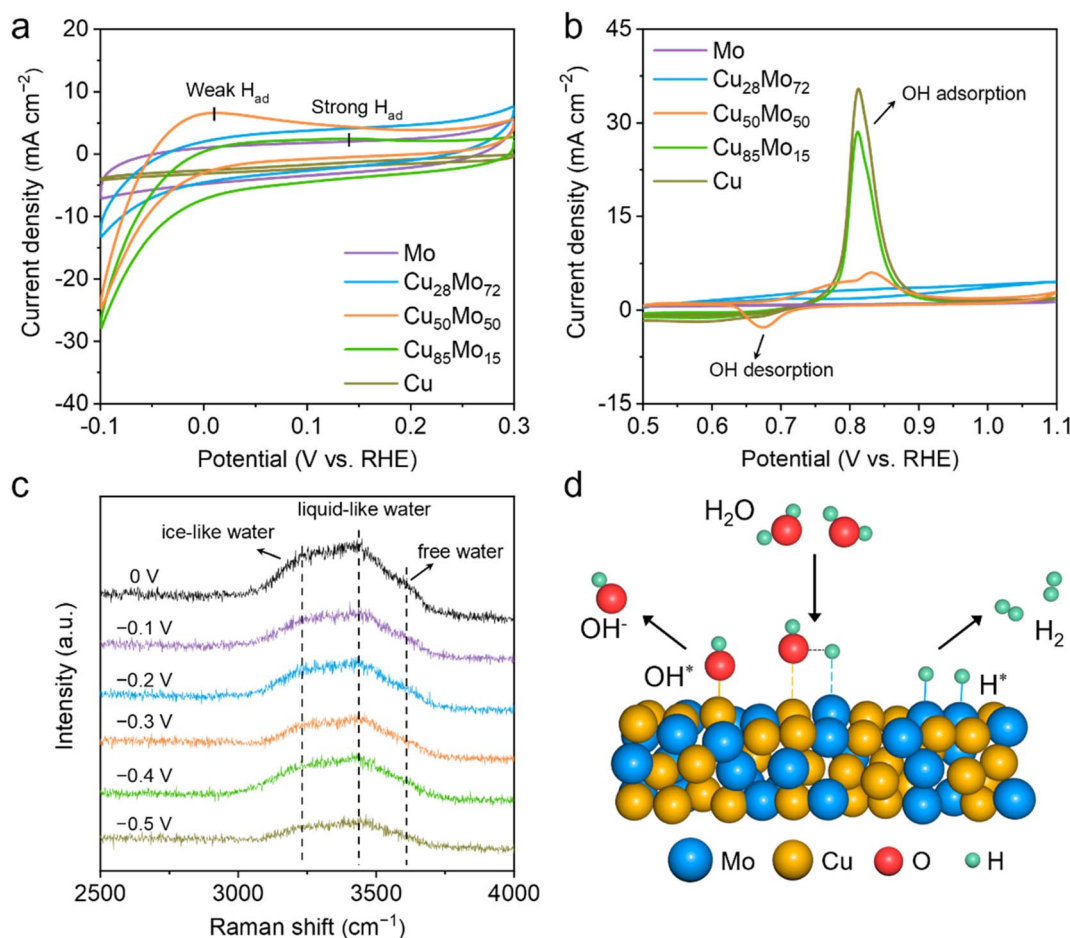 a
20
10
0
-10
-20
-30
-40
Current density (mA cm⁻²)
Weak H_ad
Strong H_ad
Mo
Cu₂₈Mo₇₂
Cu₅₀Mo₅₀
Cu₈₅Mo₁₅
Cu
-0.1 0.0 0.1 0.2 0.3
Potential (V vs. RHE)
b
45
30
15
0
-15
Current density (mA cm⁻²)
Mo
Cu₂₈Mo₇₂
Cu₅₀Mo₅₀
Cu₈₅Mo₁₅
Cu
OH adsorption
OH desorption
0.5 0.6 0.7 0.8 0.9 1.0 1.1
Potential (V vs. RHE)
c
Intensity (a.u.)
liquid-like water
ice-like water
free water
0 V
−0.1 V
−0.2 V
−0.3 V
−0.4 V
−0.5 V
2500 3000 3500 4000
Raman shift (cm⁻¹)
d
H₂O
OH⁻
H₂
OH*
H*
Mo Cu O H